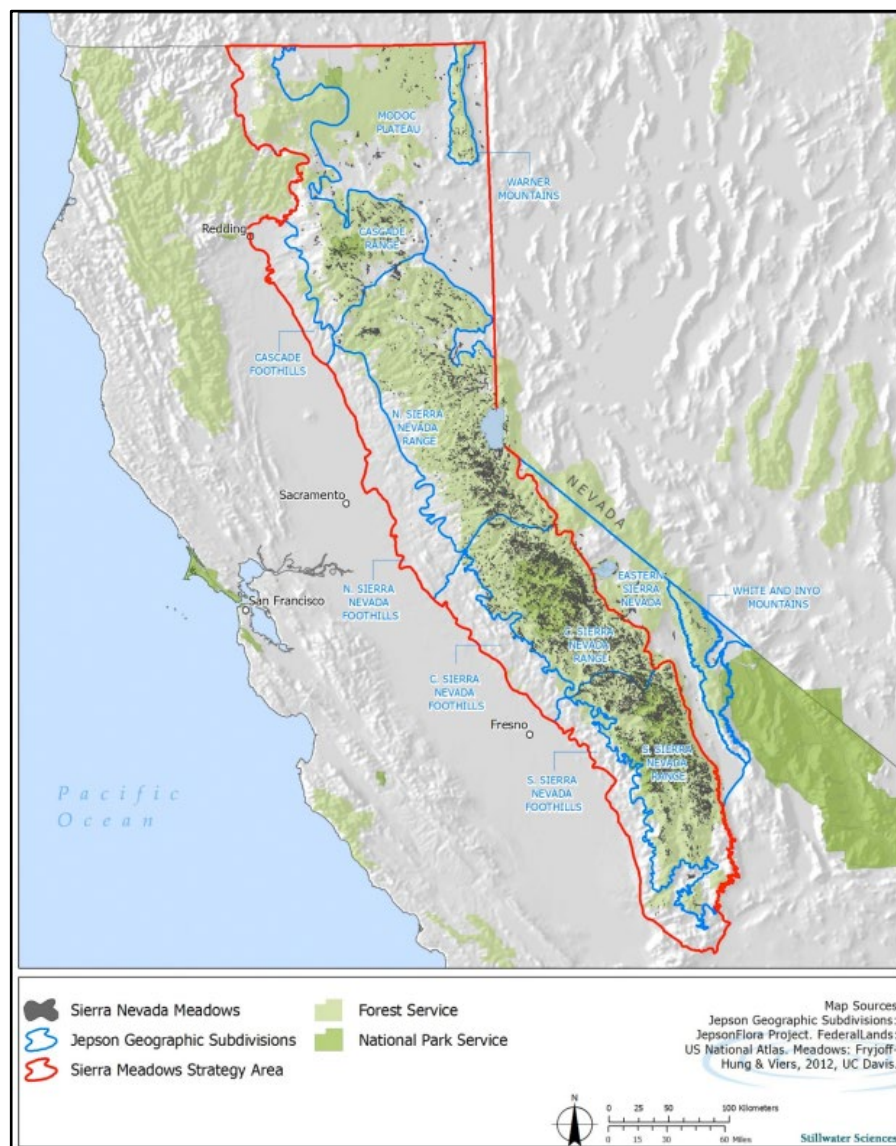 MODOC
PLATEAU
WARNER
MOUNTAINS
Redding
CASCADE
RANGE
CASCADE
FOOTHILLS
N. SIERRA
NEVADA
RANGE
Sacramento
NEVADA
N. SIERRA
NEVADA
FOOTHILLS
EASTERN
SIERRA
NEVADA
WHITE AND INYO
MOUNTAINS
San Francisco
C. SIERRA
NEVADA
RANGE
C. SIERRA
NEVADA
FOOTHILLS
Fresno
S. SIERRA
NEVADA
RANGE
S. SIERRA
NEVADA
FOOTHILLS
Pacific
Ocean
Sierra Nevada Meadows
Jepson Geographic Subdivisions
Sierra Meadows Strategy Area
Forest Service
National Park Service
Map Sources
Jepson Geographic Subdivisions:
JepsonFlora Project. FederalLands:
US National Atlas. Meadows: Fryjoff-
Hung & Viers, 2012, UC Davis.
N
0 25 50 100 Kilometers
0 15 30 60 Miles
Stillwater Sciences